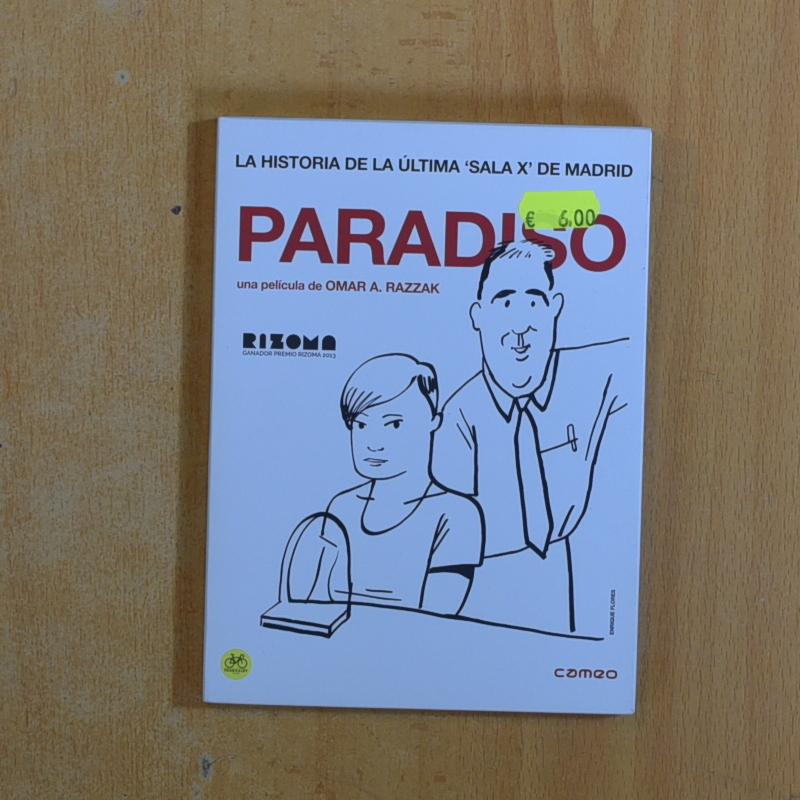 LA HISTORIA DE LA ÚLTIMA ‘SALA X’ DE MADRID
€ 6,00
PARADISO
una película de OMAR A. RAZZAK
RIZOMA
GANADOR PREMIO RIZOMA 2013
ENRIQUE FLORES
cameo